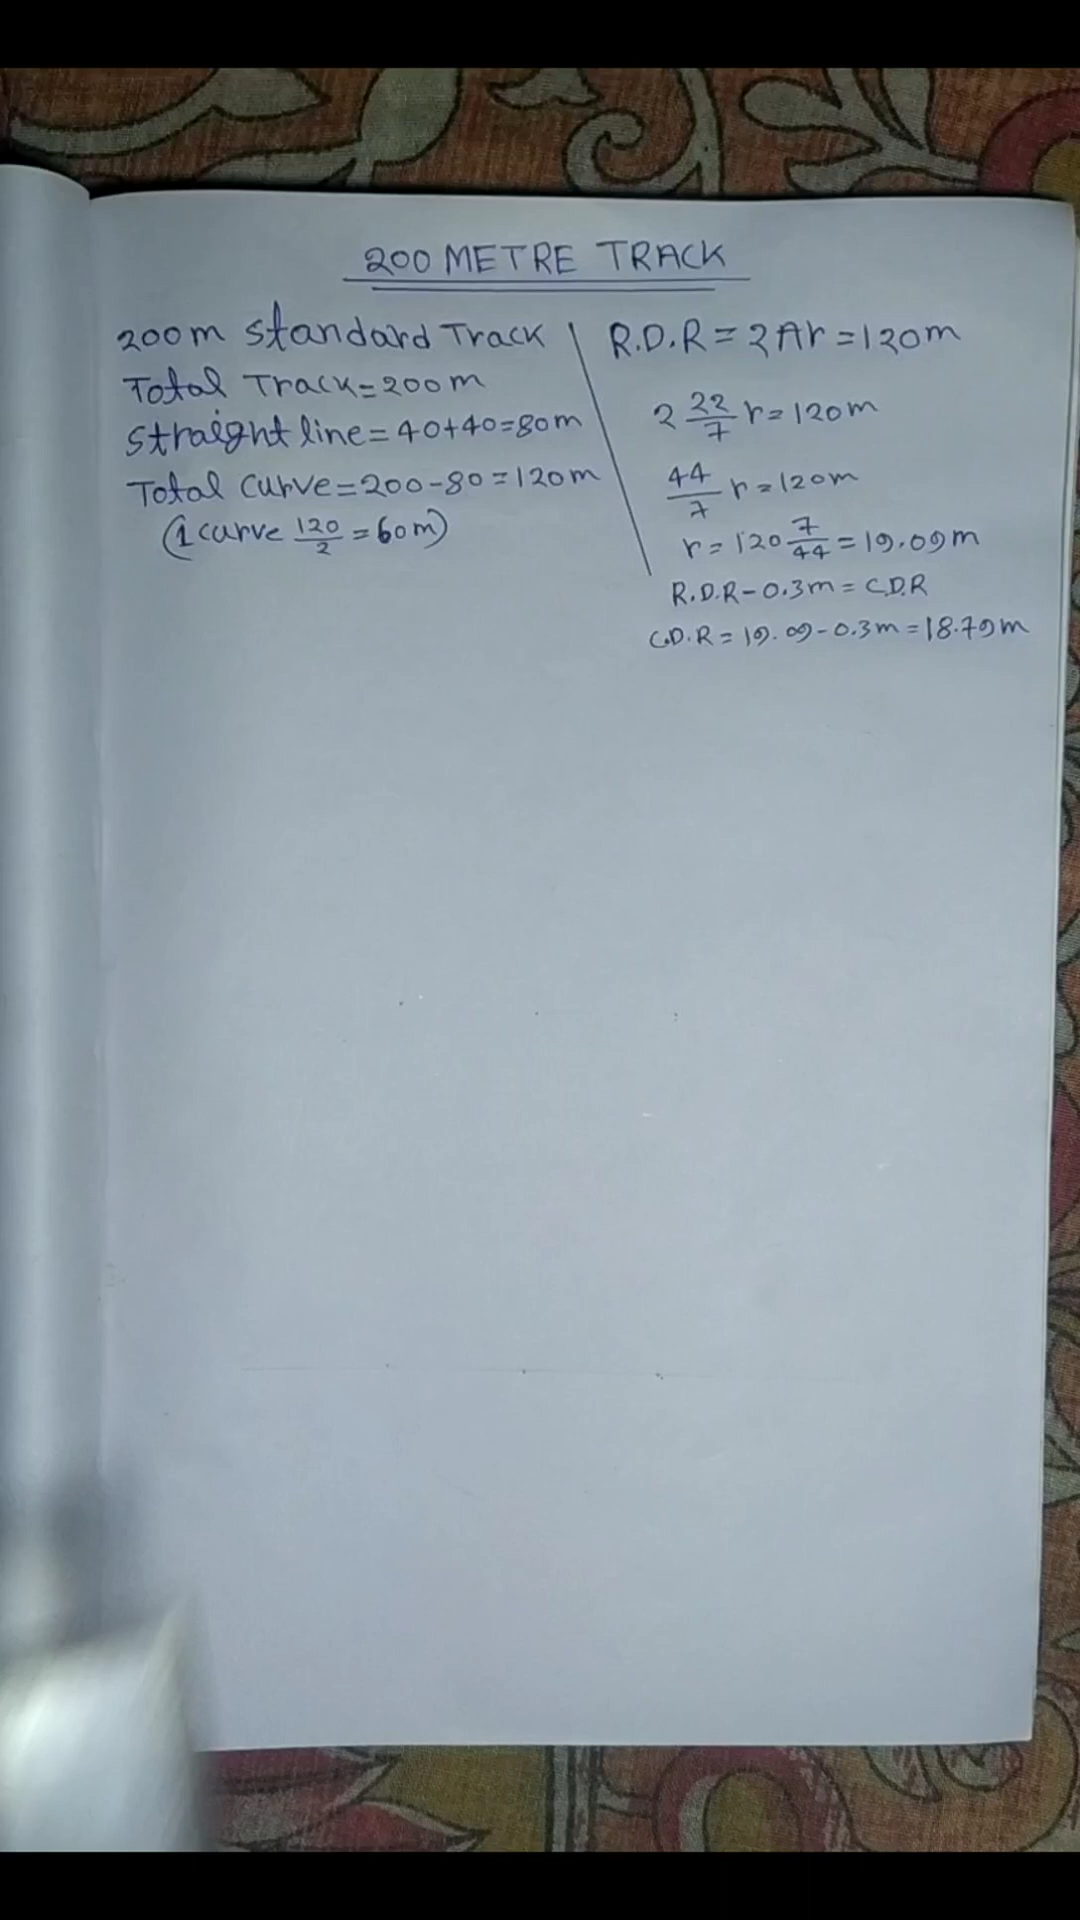 200 METRE TRACK
200m Standard Track
Total Track=200m
Straight line=40+40=80m
Total Curve=200-80=120m
(1 curve 120/2 = 60m)
R.D.R = 2πr = 120m
2 22/7 r = 120m
44/7 r = 120m
r = 120 7/44 = 19.09m
R.D.R - 0.3m = C.D.R
C.D.R = 19.09 - 0.3m = 18.79m